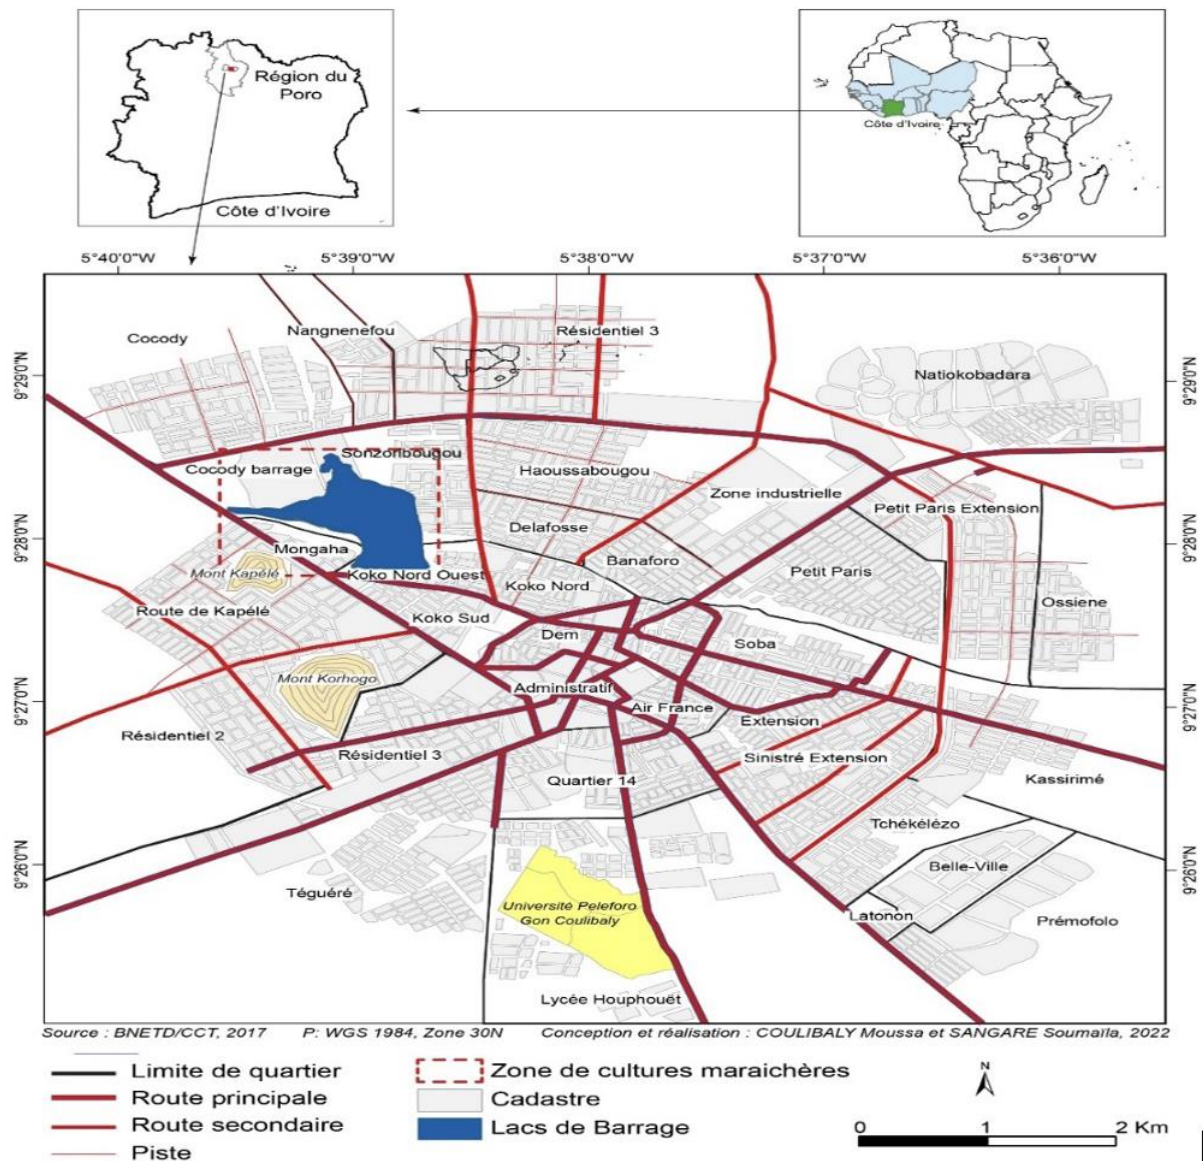 Région du
Poro
Côte d'Ivoire
Côte d'Ivoire
5°40'0"W
5°39'0"W
5°38'0"W
5°37'0"W
5°36'0"W
9°29'0"N
9°28'0"N
9°27'0"N
9°26'0"N
9°29'0"N
9°28'0"N
9°27'0"N
9°26'0"N
Cocody
Nangnenefou
Résidentiel 3
Natiokobadara
Sonzoribougou
Cocody barrage
Haoussabougou
Zone industrielle
Petit Paris Extension
Delafosse
Mongaha
Banaforo
Mont Kapélé
Koko Nord Ouest
Koko Nord
Petit Paris
Route de Kapélé
Koko Sud
Ossiene
Dem
Soba
Mont Korhogo
Administratif
Air France
Extension
Résidentiel 2
Résidentiel 3
Sinistré Extension
Quartier 14
Kassirimé
Tchékélézo
Belle-Ville
Téguéré
Université Peleforo
Gon Coulibaly
Latonon
Prémofolo
Lycée Houphouët
Source : BNETD/CCT, 2017 P: WGS 1984, Zone 30N Conception et réalisation : COULIBALY Moussa et SANGARE Soumaïla, 2022
Limite de quartier
Route principale
Route secondaire
Piste
Zone de cultures maraichères
Cadastre
Lacs de Barrage
N
0 1 2 Km